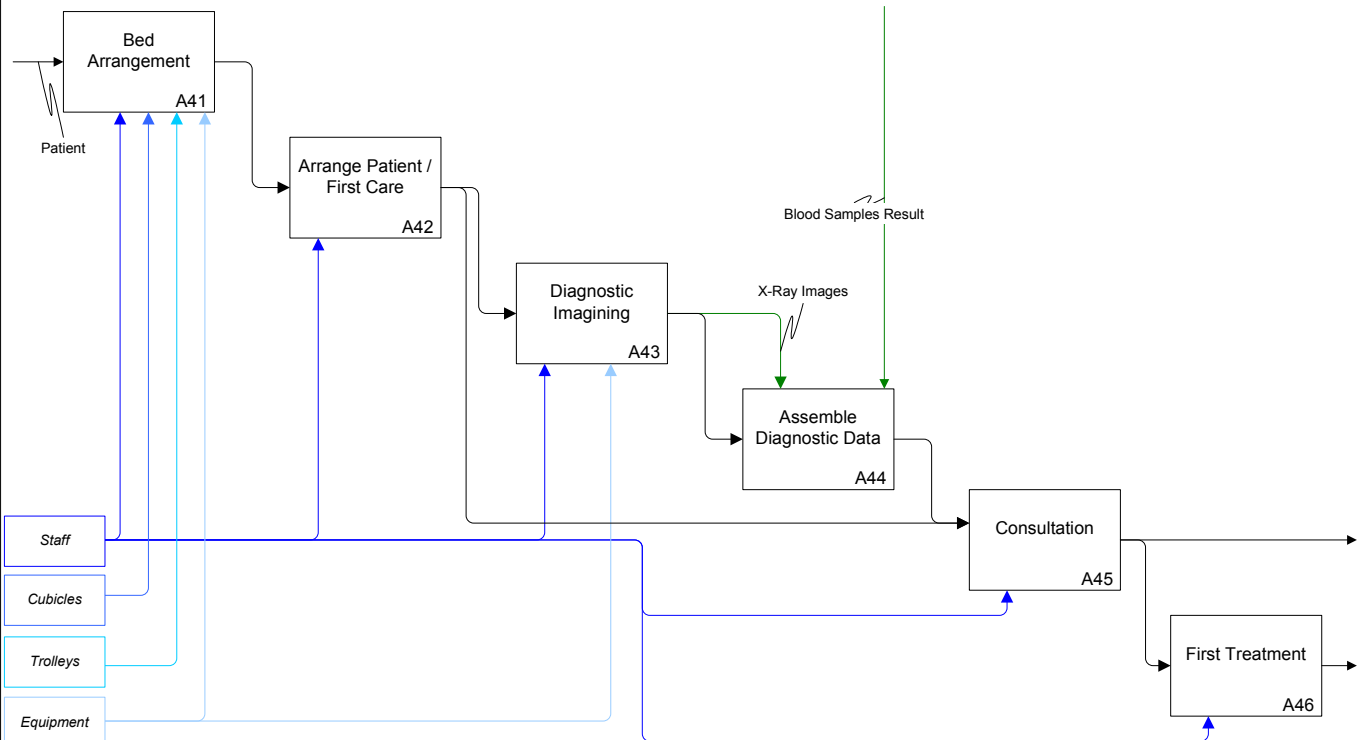 Bed
Arrangement
A41
Patient
Arrange Patient /
First Care
A42
Blood Samples Result
Diagnostic
Imagining
A43
X-Ray Images
Assemble
Diagnostic Data
A44
Consultation
A45
First Treatment
A46
Staff
Cubicles
Trolleys
Equipment